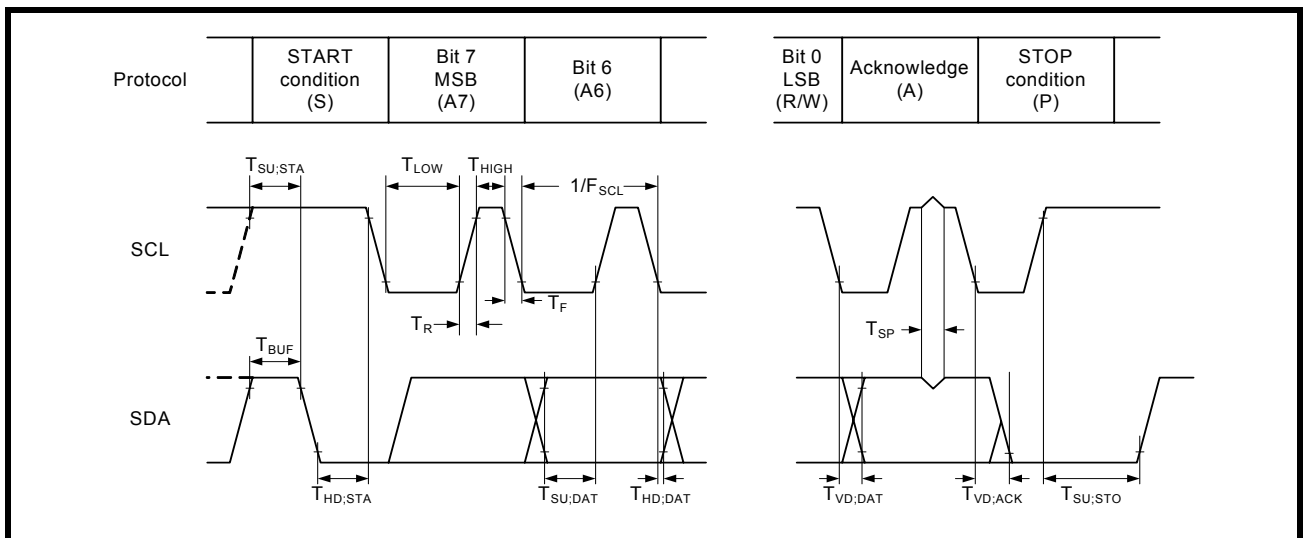 Protocol
START
condition
(S)
Bit 7
MSB
(A7)
Bit 6
(A6)
Bit 0
LSB
(R/W)
Acknowledge
(A)
STOP
condition
(P)
TSU;STA
TLOW
THIGH
1/FSCL
SCL
TF
TR
TSP
TBUF
SDA
THD;STA
TSU;DAT
THD;DAT
TVD;DAT
TVD;ACK
TSU;STO